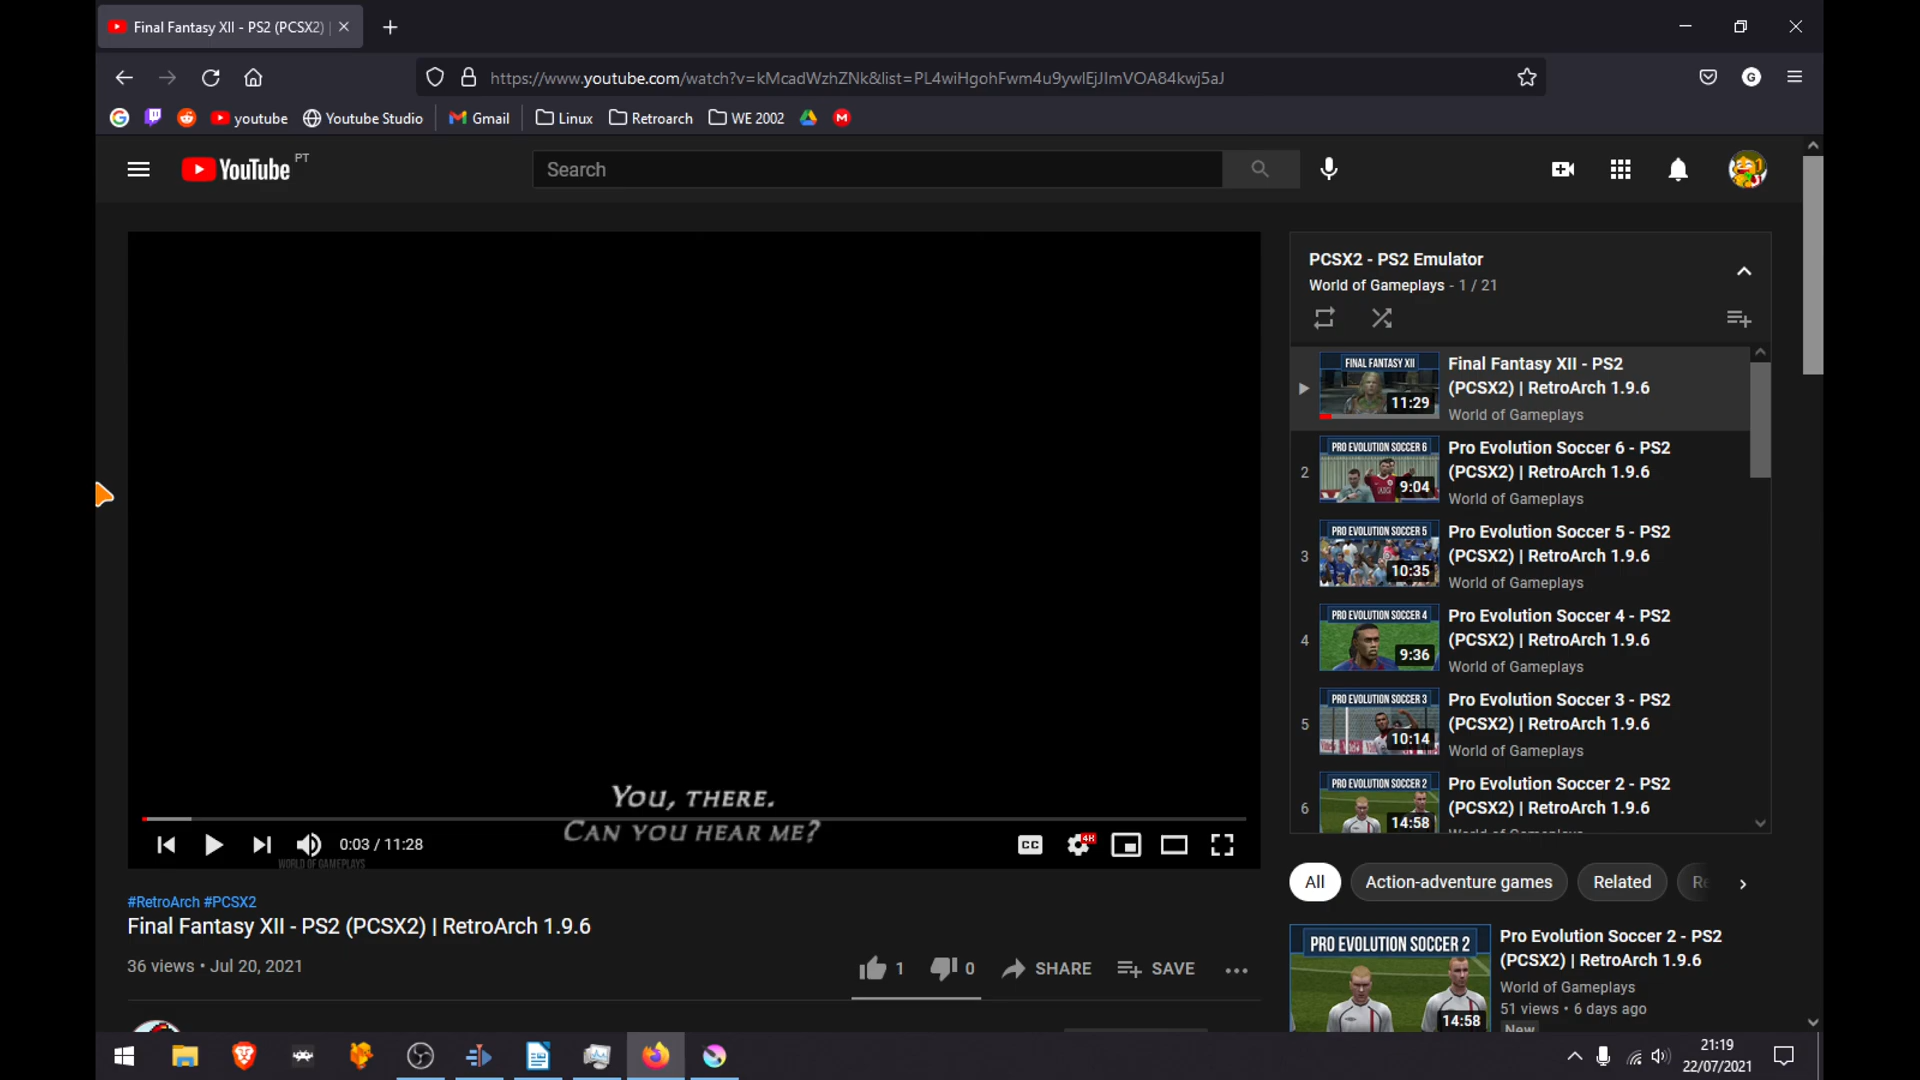 Final Fantasy XII - PS2 (PCSX2) |
https://www.youtube.com/watch?v=kMcadWzhZNk&list=PL4wiHgohFwm4u9ywlEjJImVOA84kwj5aJ
G
youtube
Youtube Studio
Gmail
Linux
Retroarch
WE 2002
YouTube PT
Search
YOU, THERE.
CAN YOU HEAR ME?
0:03 / 11:28
WORLD OF GAMEPLAYS
CC
4K
#RetroArch #PCSX2
Final Fantasy XII - PS2 (PCSX2) | RetroArch 1.9.6
36 views • Jul 20, 2021
1
0
SHARE
SAVE
PCSX2 - PS2 Emulator
World of Gameplays - 1 / 21
FINAL FANTASY XII
11:29
Final Fantasy XII - PS2
(PCSX2) | RetroArch 1.9.6
World of Gameplays
2
PRO EVOLUTION SOCCER 6
9:04
Pro Evolution Soccer 6 - PS2
(PCSX2) | RetroArch 1.9.6
World of Gameplays
3
PRO EVOLUTION SOCCER 5
10:35
Pro Evolution Soccer 5 - PS2
(PCSX2) | RetroArch 1.9.6
World of Gameplays
4
PRO EVOLUTION SOCCER 4
9:36
Pro Evolution Soccer 4 - PS2
(PCSX2) | RetroArch 1.9.6
World of Gameplays
5
PRO EVOLUTION SOCCER 3
10:14
Pro Evolution Soccer 3 - PS2
(PCSX2) | RetroArch 1.9.6
World of Gameplays
6
PRO EVOLUTION SOCCER 2
14:58
Pro Evolution Soccer 2 - PS2
(PCSX2) | RetroArch 1.9.6
World of Gameplays
All
Action-adventure games
Related
Re
PRO EVOLUTION SOCCER 2
14:58
Pro Evolution Soccer 2 - PS2
(PCSX2) | RetroArch 1.9.6
World of Gameplays
51 views • 6 days ago
New
21:19
22/07/2021